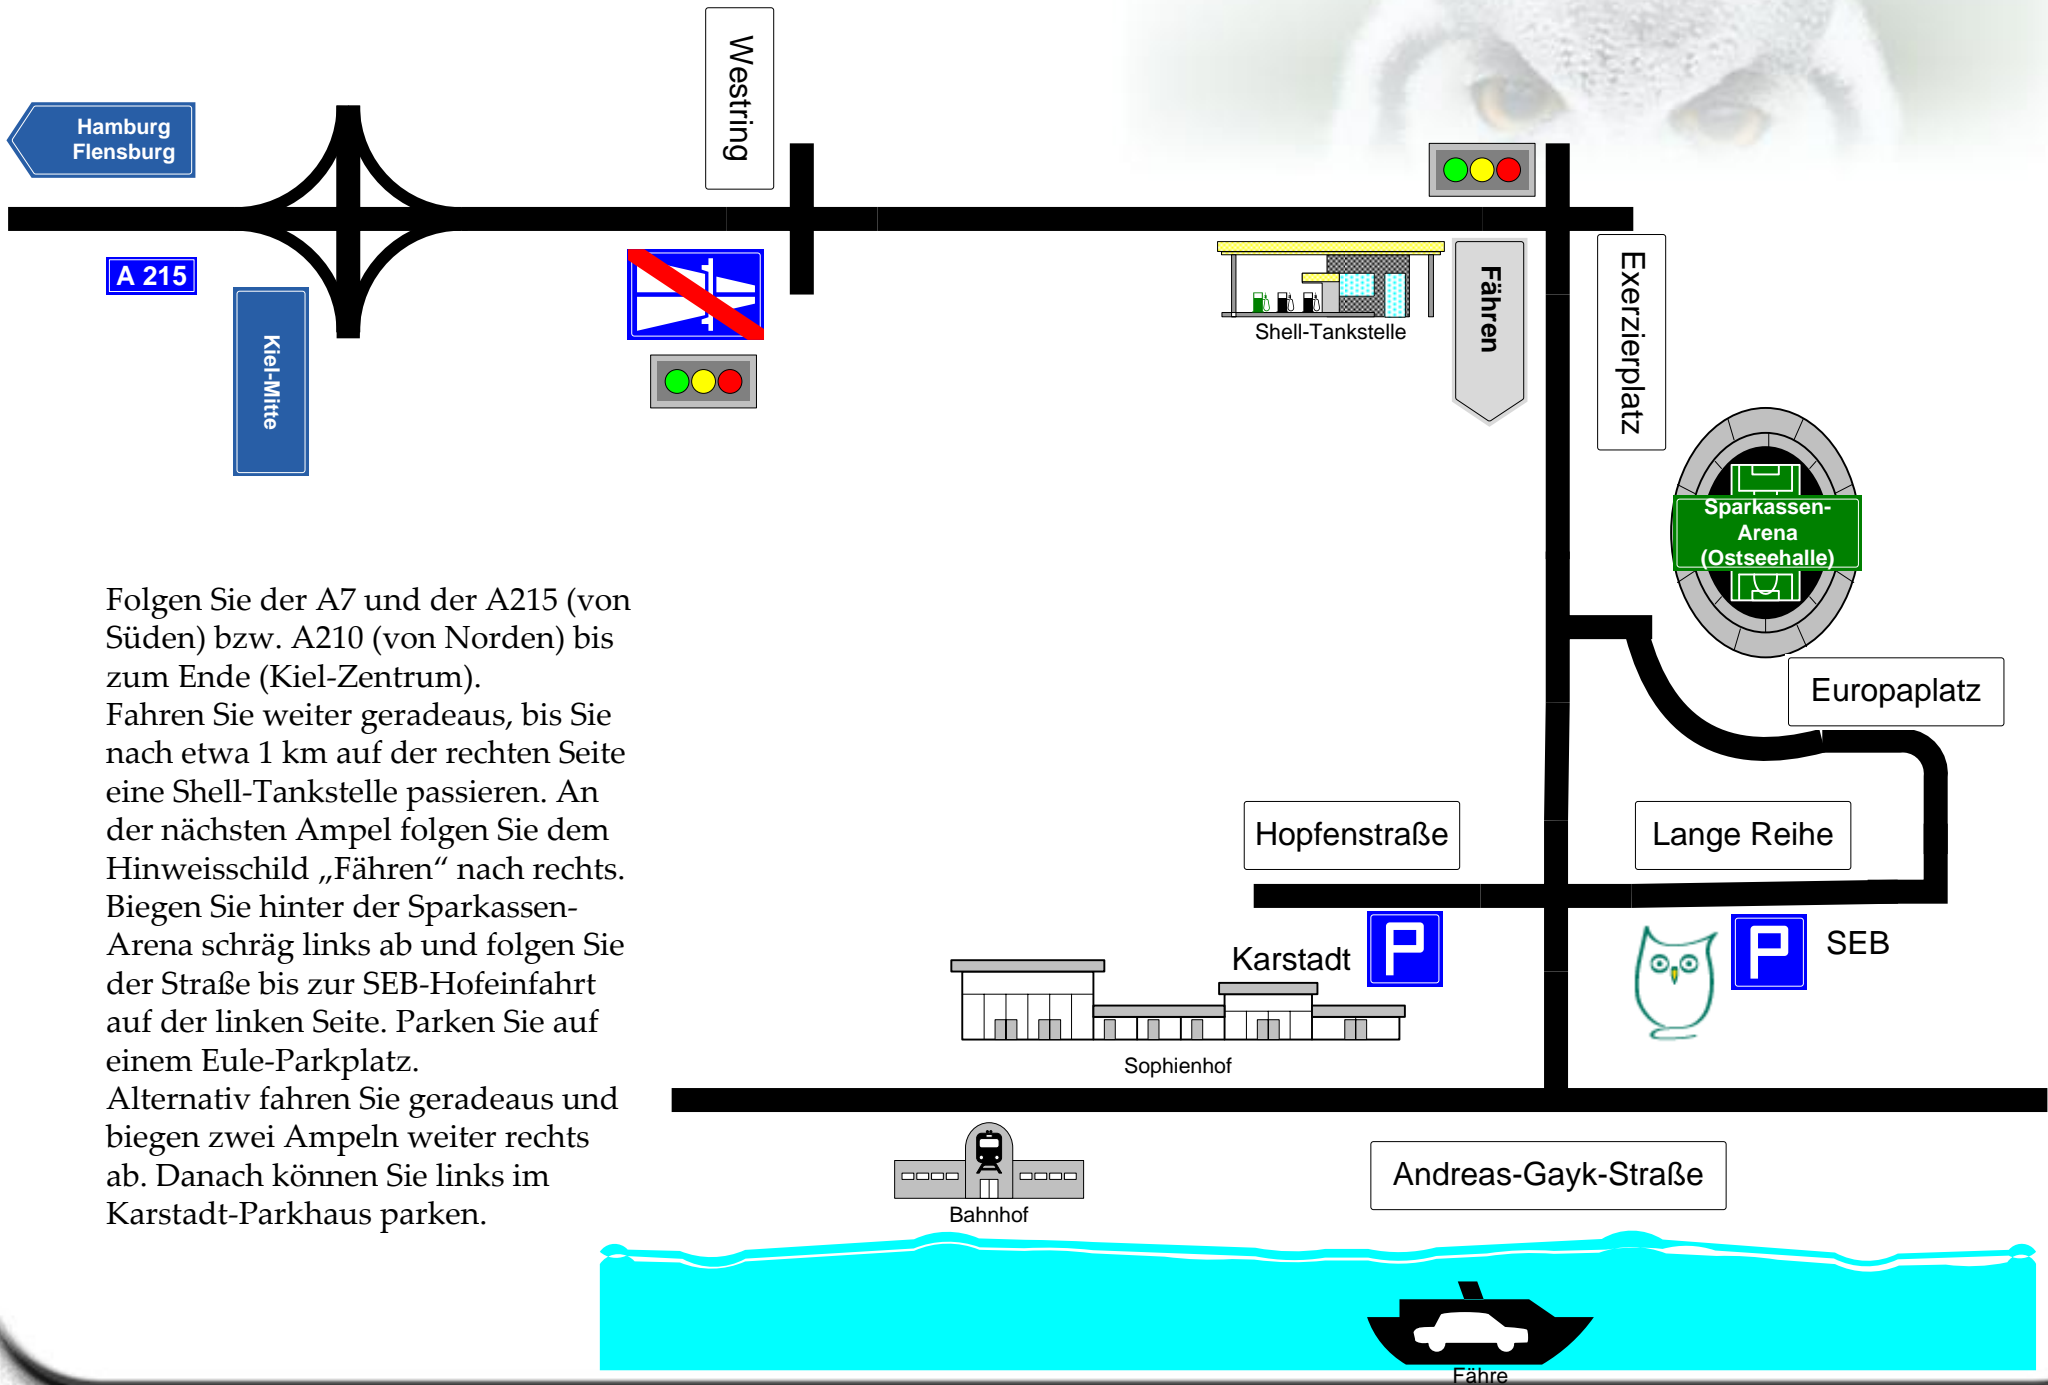 Westring
Hamburg
Flensburg
A 215
Kiel-Mitte
Shell-Tankstelle
Fähren
Exerzierplatz
Sparkassen-
Arena
(Ostseehalle)
Folgen Sie der A7 und der A215 (von
Süden) bzw. A210 (von Norden) bis
zum Ende (Kiel-Zentrum).
Fahren Sie weiter geradeaus, bis Sie
nach etwa 1 km auf der rechten Seite
eine Shell-Tankstelle passieren. An
der nächsten Ampel folgen Sie dem
Hinweisschild „Fähren“ nach rechts.
Biegen Sie hinter der Sparkassen-
Arena schräg links ab und folgen Sie
der Straße bis zur SEB-Hofeinfahrt
auf der linken Seite. Parken Sie auf
einem Eule-Parkplatz.
Alternativ fahren Sie geradeaus und
biegen zwei Ampeln weiter rechts
ab. Danach können Sie links im
Karstadt-Parkhaus parken.
Europaplatz
Hopfenstraße
Lange Reihe
Karstadt
P
P
SEB
Sophienhof
Bahnhof
Andreas-Gayk-Straße
Fähre